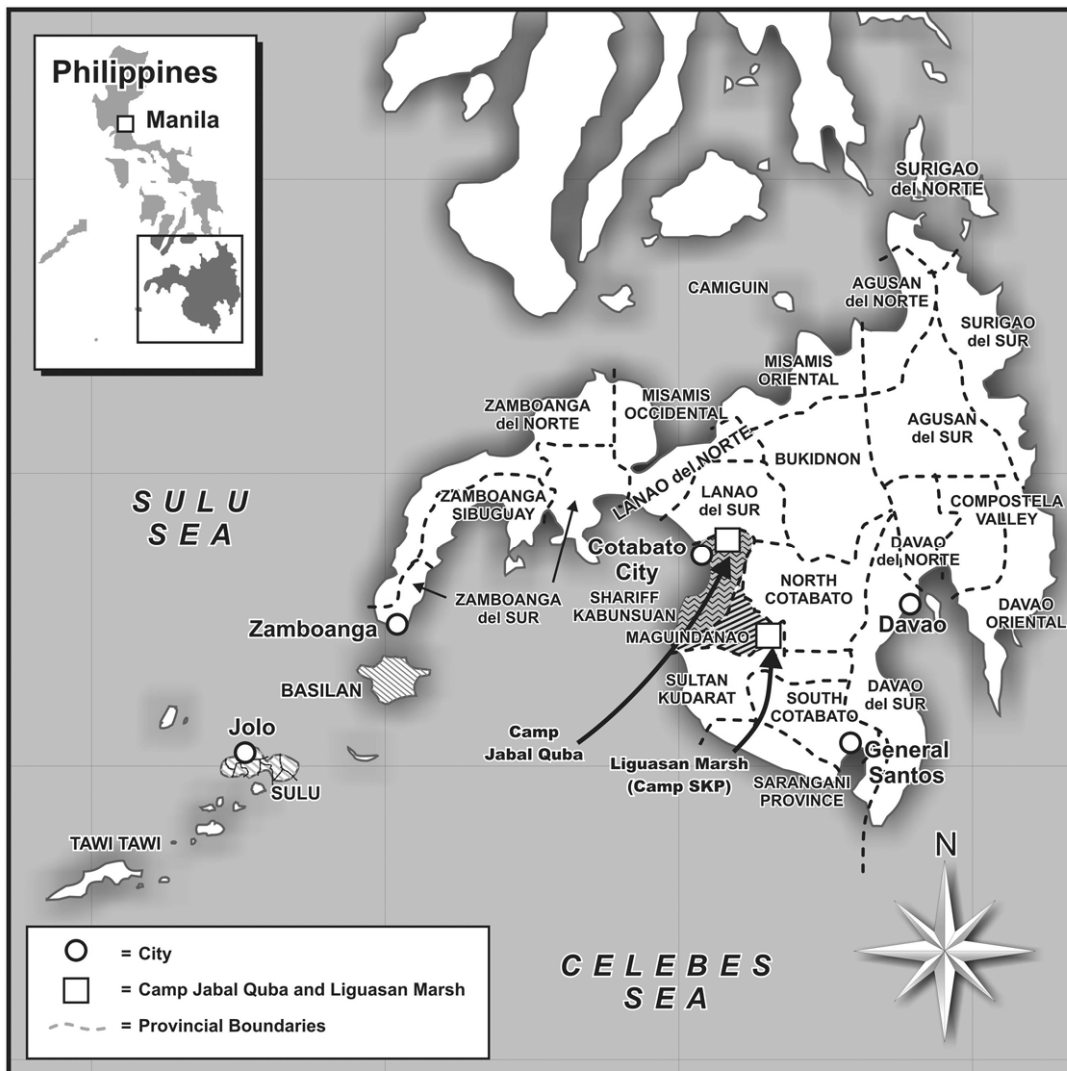 Philippines
Manila
SURIGAO
del NORTE
CAMIGUIN
AGUSAN
del NORTE
SURIGAO
del SUR
MISAMIS
ORIENTAL
MISAMIS
OCCIDENTAL
ZAMBOANGA
del NORTE
AGUSAN
del SUR
LANAO del NORTE
BUKIDNON
SULU
SEA
ZAMBOANGA
SIBUGUAY
LANAO
del SUR
COMPOSTELA
VALLEY
Cotabato
City
DAVAO
del NORTE
NORTH
COTABATO
SHARIFF
KABUNSUAN
ZAMBOANGA
del SUR
DAVAO
ORIENTAL
Davao
Zamboanga
MAGUINDANAO
BASILAN
SULTAN
KUDARAT
SOUTH
COTABATO
DAVAO
del SUR
Jolo
Camp
Jabal Quba
General
Santos
Liguasan Marsh
(Camp SKP)
SARANGANI
PROVINCE
SULU
TAWI TAWI
N
= City
= Camp Jabal Quba and Liguasan Marsh
= Provincial Boundaries
CELEBES
SEA